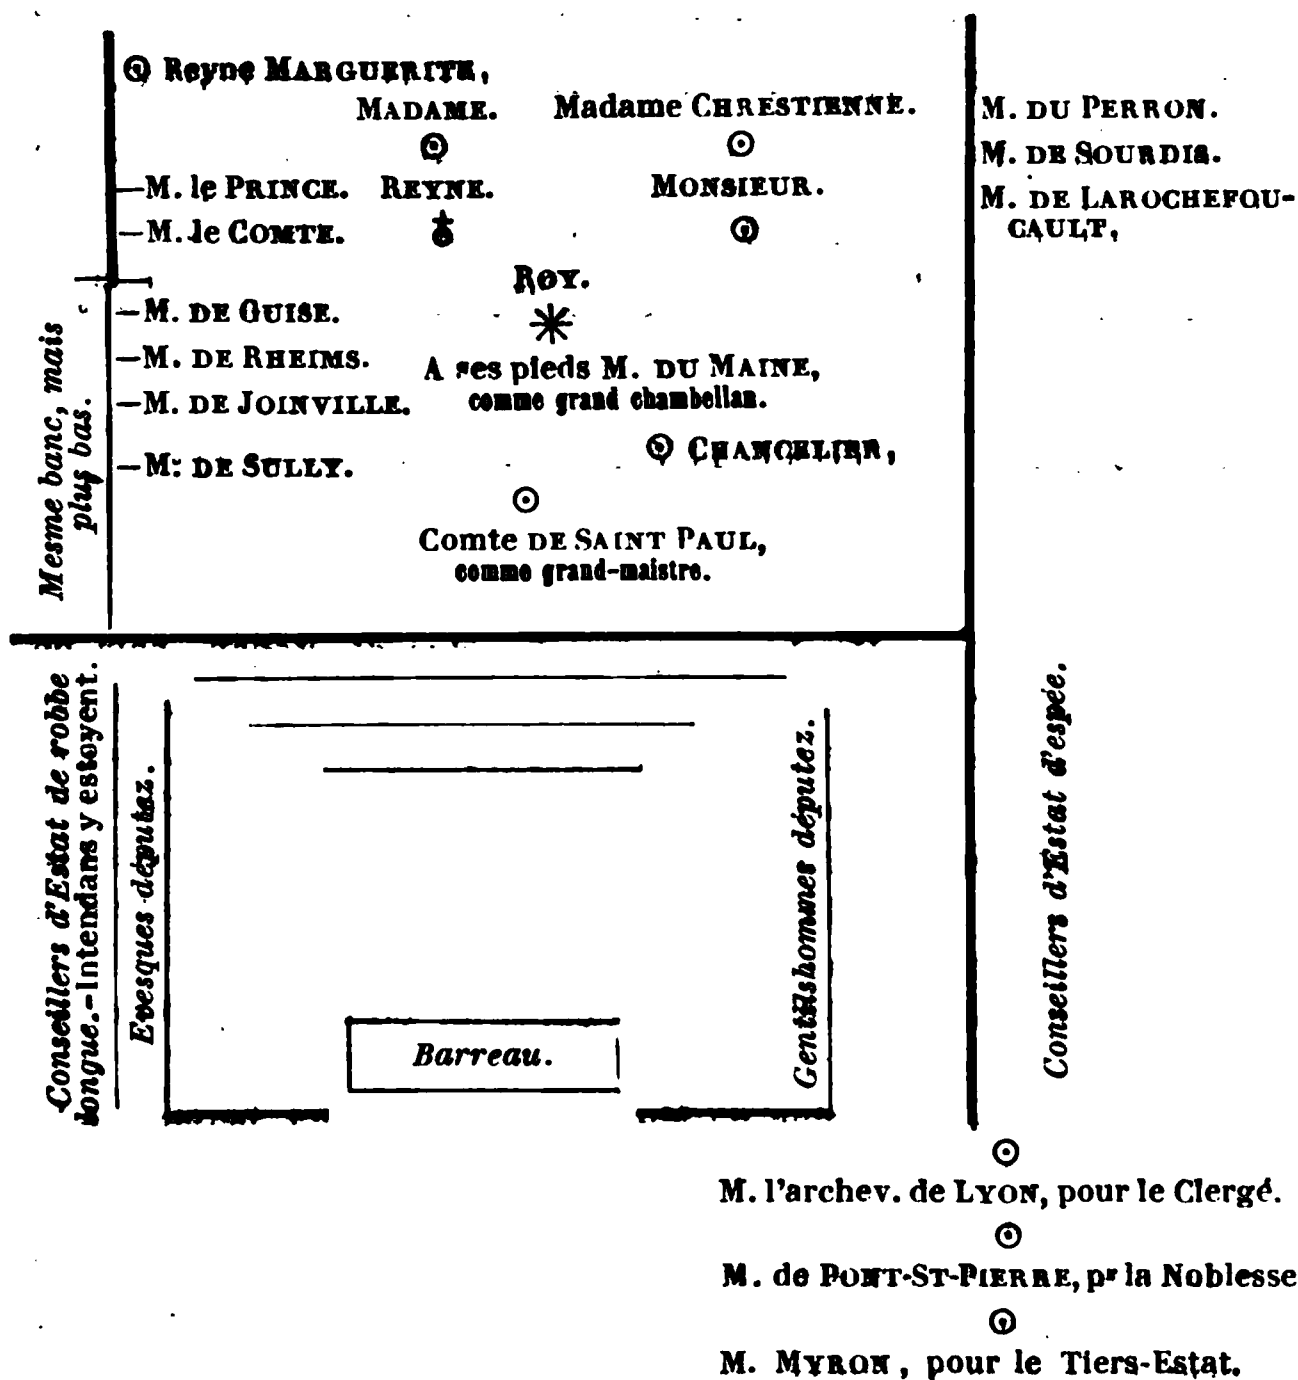 Reyne MARGUERITE,
MADAME.
Madame CHRESTIENNE.
M. DU PERRON.
M. DE SOURDIS.
M. DE LAROCHEFOU-
CAULT,
M. le PRINCE.
REYNE.
MONSIEUR.
M. le COMTE.
ROY.
A ses pieds M. DU MAINE,
comme grand chambellan.
Mesme banc, mais
plus bas.
M. DE GUISE.
M. DE RHEIMS.
M. DE JOINVILLE.
M. DE SULLY.
CHANCELIER,
Comte DE SAINT PAUL,
comme grand-maistre.
Conseillers d'Estat de robbe
longue.-Intendans y estoyent.
Evesques députaz.
Gentilshommes députez.
Conseillers d'Estat d'espée.
Barreau.
M. l'archev. de LYON, pour le Clergé.
M. de PONT-ST-PIERRE, pr la Noblesse
M. MYRON, pour le Tiers-Estat.